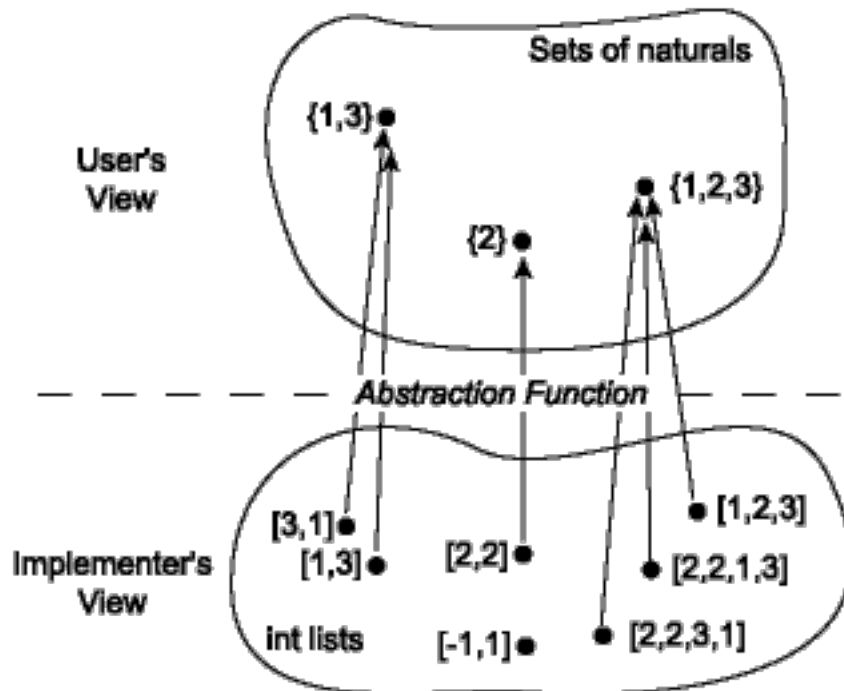 Sets of naturals
{1,3}
User's
View
{1,2,3}
{2}
Abstraction Function
[3,1]
[1,2,3]
[1,3]
[2,2]
[2,2,1,3]
Implementer's
View
int lists
[-1,1]
[2,2,3,1]